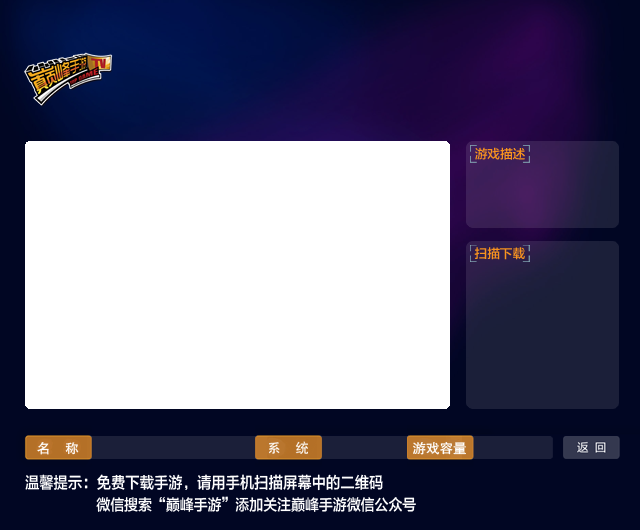 巅峰手游TV
游戏描述
扫描下载
名 称
系 统
游戏容量
返 回
温馨提示：免费下载手游，请用手机扫描屏幕中的二维码
微信搜索“巅峰手游”添加关注巅峰手游微信公众号